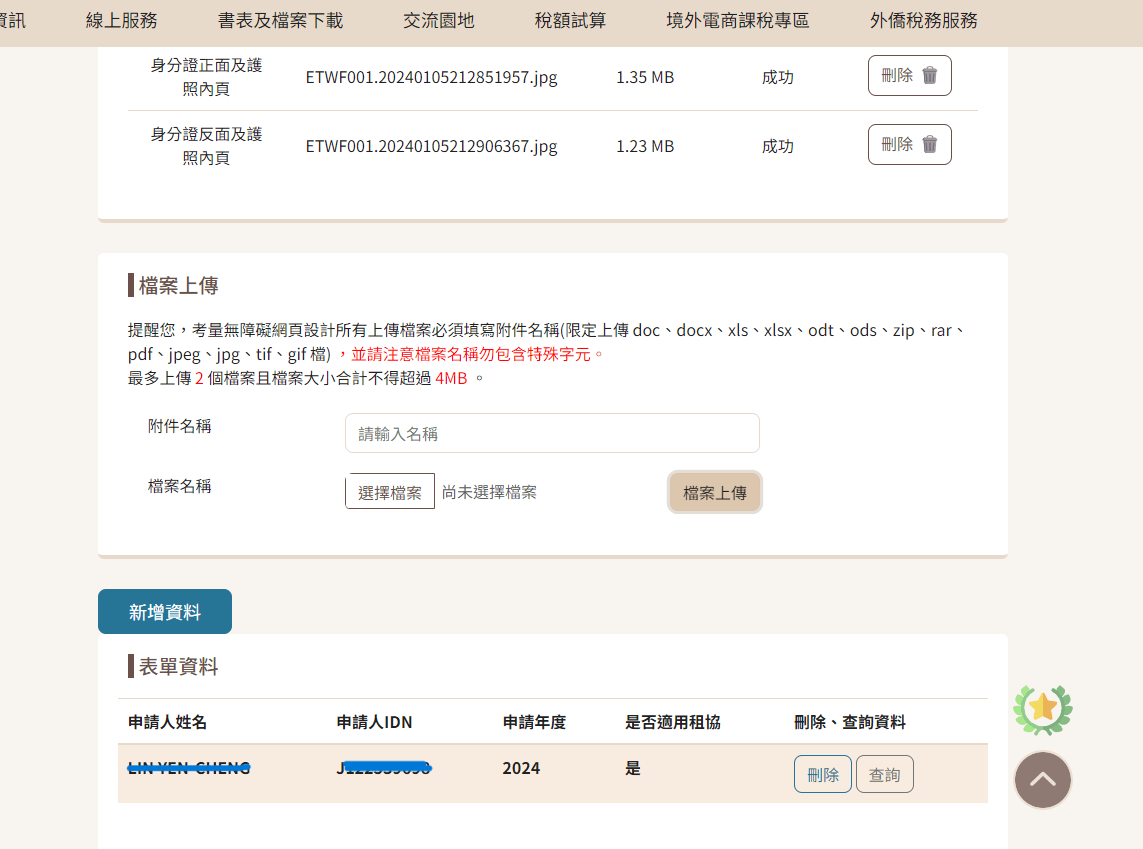 資訊 線上服務 書表及檔案下載 交流園地 稅額試算 境外電商課稅專區 外僑稅務服務
身分證正面及護照內頁 ETWF001.20240105212851957.jpg 1.35 MB 成功 刪除
身分證反面及護照內頁 ETWF001.20240105212906367.jpg 1.23 MB 成功 刪除
檔案上傳
提醒您，考量無障礙網頁設計所有上傳檔案必須填寫附件名稱(限定上傳 doc、docx、xls、xlsx、odt、ods、zip、rar、
pdf、jpeg、jpg、tif、gif 檔) ，並請注意檔案名稱勿包含特殊字元。
最多上傳 2 個檔案且檔案大小合計不得超過 4MB 。
附件名稱 請輸入名稱
檔案名稱 選擇檔案 尚未選擇檔案 檔案上傳
新增資料
表單資料
申請人姓名 申請人IDN 申請年度 是否適用租協 刪除、查詢資料
2024 是 刪除 查詢